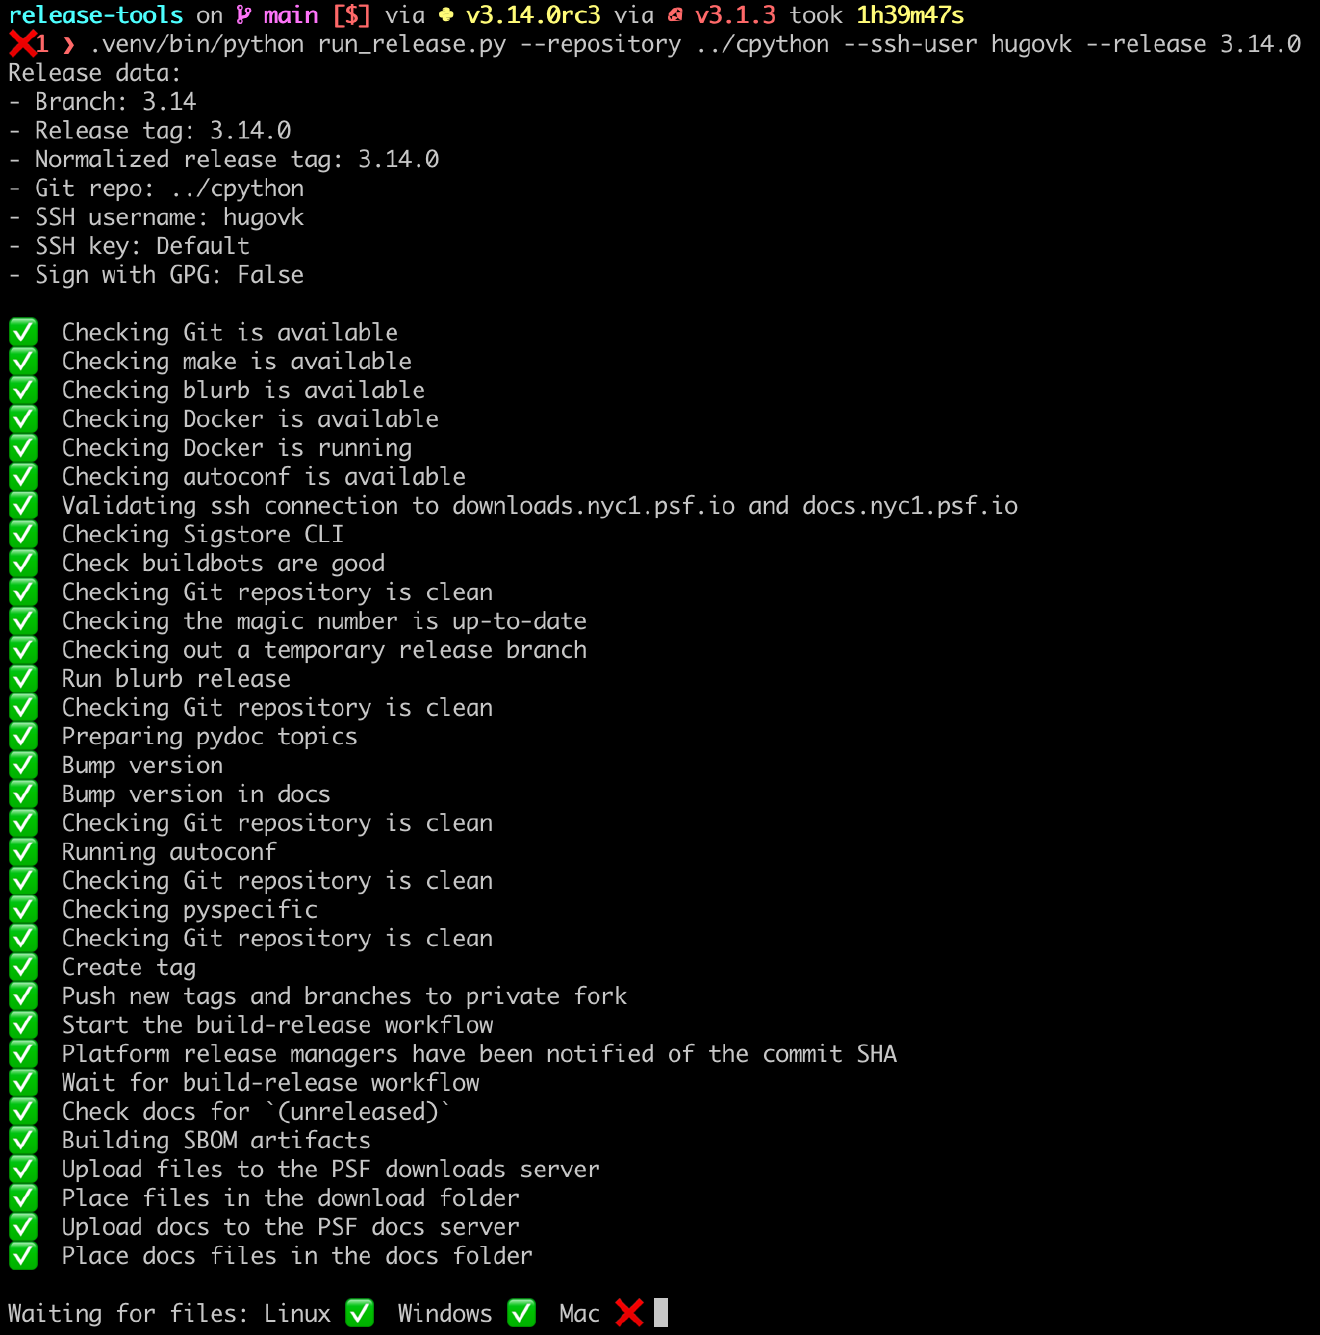 release-tools on main [$] via v3.14.0rc3 via v3.1.3 took 1h39m47s
❌1 ❯ .venv/bin/python run_release.py --repository ../cpython --ssh-user hugovk --release 3.14.0
Release data:
- Branch: 3.14
- Release tag: 3.14.0
- Normalized release tag: 3.14.0
- Git repo: ../cpython
- SSH username: hugovk
- SSH key: Default
- Sign with GPG: False
✅ Checking Git is available
✅ Checking make is available
✅ Checking blurb is available
✅ Checking Docker is available
✅ Checking Docker is running
✅ Checking autoconf is available
✅ Validating ssh connection to downloads.nyc1.psf.io and docs.nyc1.psf.io
✅ Checking Sigstore CLI
✅ Check buildbots are good
✅ Checking Git repository is clean
✅ Checking the magic number is up-to-date
✅ Checking out a temporary release branch
✅ Run blurb release
✅ Checking Git repository is clean
✅ Preparing pydoc topics
✅ Bump version
✅ Bump version in docs
✅ Checking Git repository is clean
✅ Running autoconf
✅ Checking Git repository is clean
✅ Checking pyspecific
✅ Checking Git repository is clean
✅ Create tag
✅ Push new tags and branches to private fork
✅ Start the build-release workflow
✅ Platform release managers have been notified of the commit SHA
✅ Wait for build-release workflow
✅ Check docs for `(unreleased)`
✅ Building SBOM artifacts
✅ Upload files to the PSF downloads server
✅ Place files in the download folder
✅ Upload docs to the PSF docs server
✅ Place docs files in the docs folder
Waiting for files: Linux ✅ Windows ✅ Mac ❌